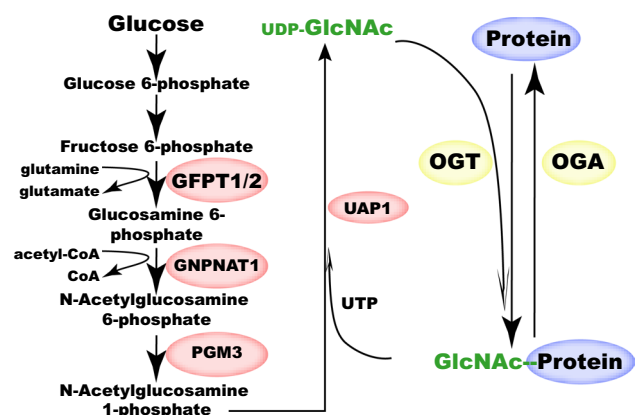 Glucose
Glucose 6-phosphate
Fructose 6-phosphate
glutamine
glutamate
GFPT1/2
Glucosamine 6-
phosphate
acetyl-CoA
CoA
GNPNAT1
N-Acetylglucosamine
6-phosphate
PGM3
N-Acetylglucosamine
1-phosphate
UDP-GlcNAc
UAP1
UTP
Protein
OGT
OGA
GlcNAc--Protein